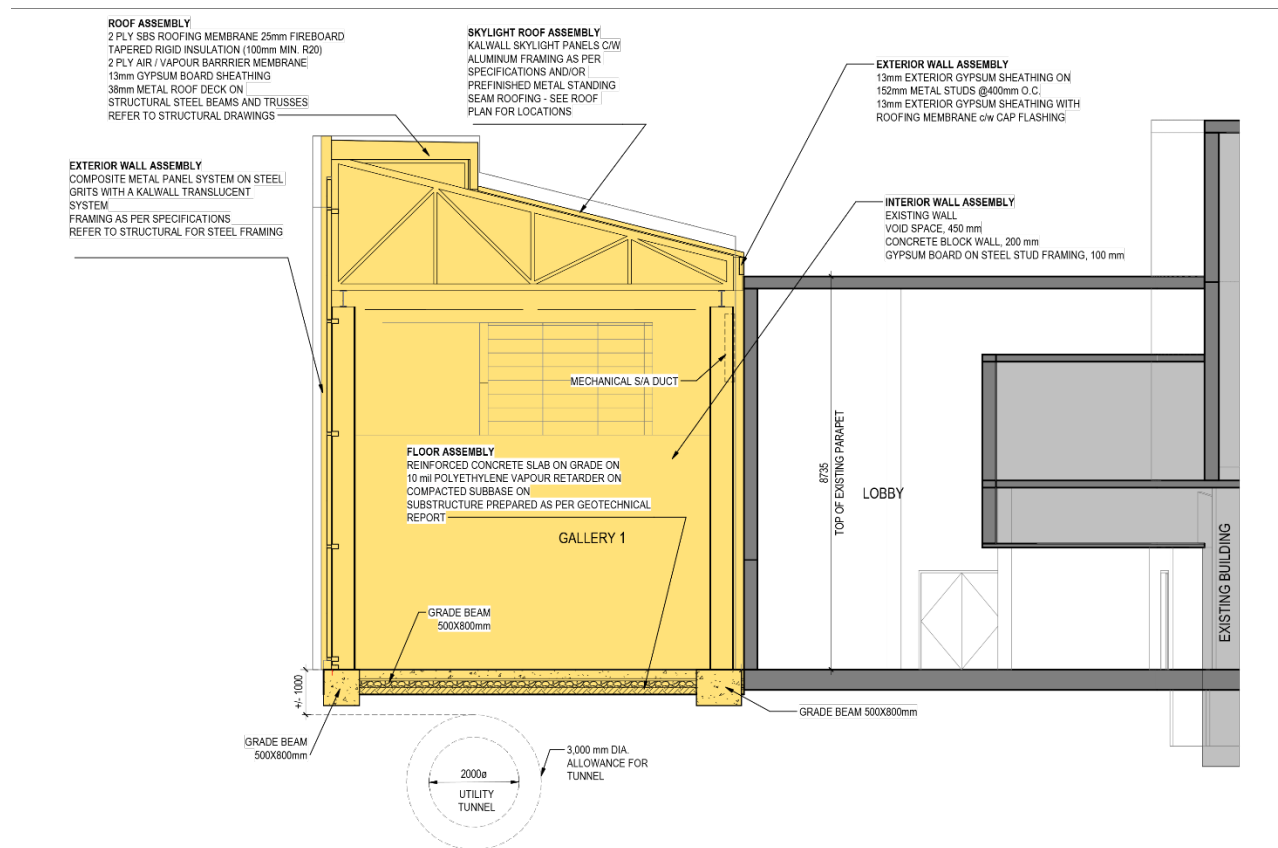 ROOF ASSEMBLY
2 PLY SBS ROOFING MEMBRANE 25mm FIREBOARD
TAPERED RIGID INSULATION (100mm MIN. R20)
2 PLY AIR / VAPOUR BARRRIER MEMBRANE
13mm GYPSUM BOARD SHEATHING
38mm METAL ROOF DECK ON
STRUCTURAL STEEL BEAMS AND TRUSSES
REFER TO STRUCTURAL DRAWINGS
SKYLIGHT ROOF ASSEMBLY
KALWALL SKYLIGHT PANELS C/W
ALUMINUM FRAMING AS PER
SPECIFICATIONS AND/OR
PREFINISHED METAL STANDING
SEAM ROOFING - SEE ROOF
PLAN FOR LOCATIONS
EXTERIOR WALL ASSEMBLY
13mm EXTERIOR GYPSUM SHEATHING ON
152mm METAL STUDS @400mm O.C.
13mm EXTERIOR GYPSUM SHEATHING WITH
ROOFING MEMBRANE c/w CAP FLASHING
EXTERIOR WALL ASSEMBLY
COMPOSITE METAL PANEL SYSTEM ON STEEL
GRITS WITH A KALWALL TRANSLUCENT
SYSTEM
FRAMING AS PER SPECIFICATIONS
REFER TO STRUCTURAL FOR STEEL FRAMING
INTERIOR WALL ASSEMBLY
EXISTING WALL
VOID SPACE, 450 mm
CONCRETE BLOCK WALL, 200 mm
GYPSUM BOARD ON STEEL STUD FRAMING, 100 mm
MECHANICAL S/A DUCT
FLOOR ASSEMBLY
REINFORCED CONCRETE SLAB ON GRADE ON
10 mil POLYETHYLENE VAPOUR RETARDER ON
COMPACTED SUBBASE ON
SUBSTRUCTURE PREPARED AS PER GEOTECHNICAL
REPORT
GALLERY 1
8735
TOP OF EXISTING PARAPET
LOBBY
EXISTING BUILDING
GRADE BEAM
500X800mm
+/- 1000
GRADE BEAM 500X800mm
GRADE BEAM
500X800mm
3,000 mm DIA.
ALLOWANCE FOR
TUNNEL
2000ø
UTILITY
TUNNEL